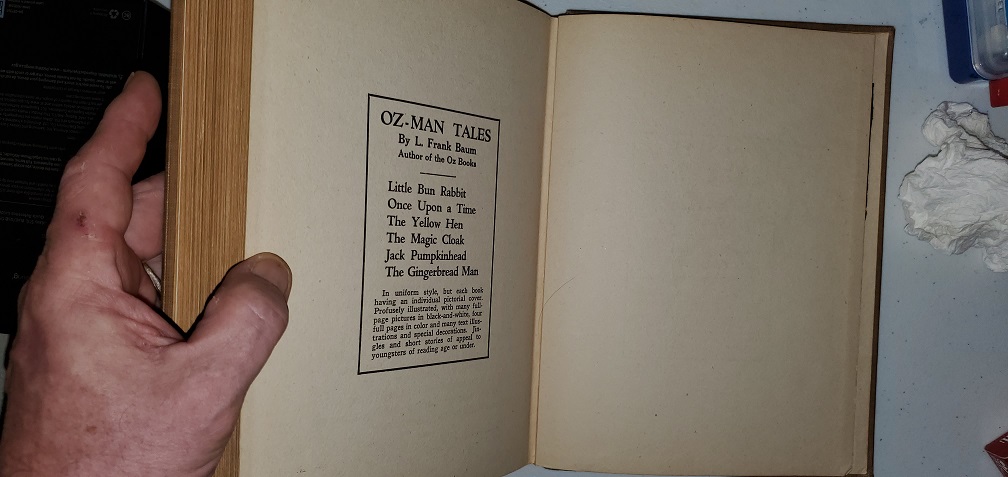 OZ-MAN TALES
By L. Frank Baum
Author of the Oz Books
Little Bun Rabbit
Once Upon a Time
The Yellow Hen
The Magic Cloak
Jack Pumpkinhead
The Gingerbread Man
In uniform style, but each book
having an individual pictorial cover.
Profusely illustrated, with many full-
page pictures in black-and-white, four
full pages in color and many text illus-
trations and special decorations. Jin-
gles and short stories of appeal to
youngsters of reading age or under.